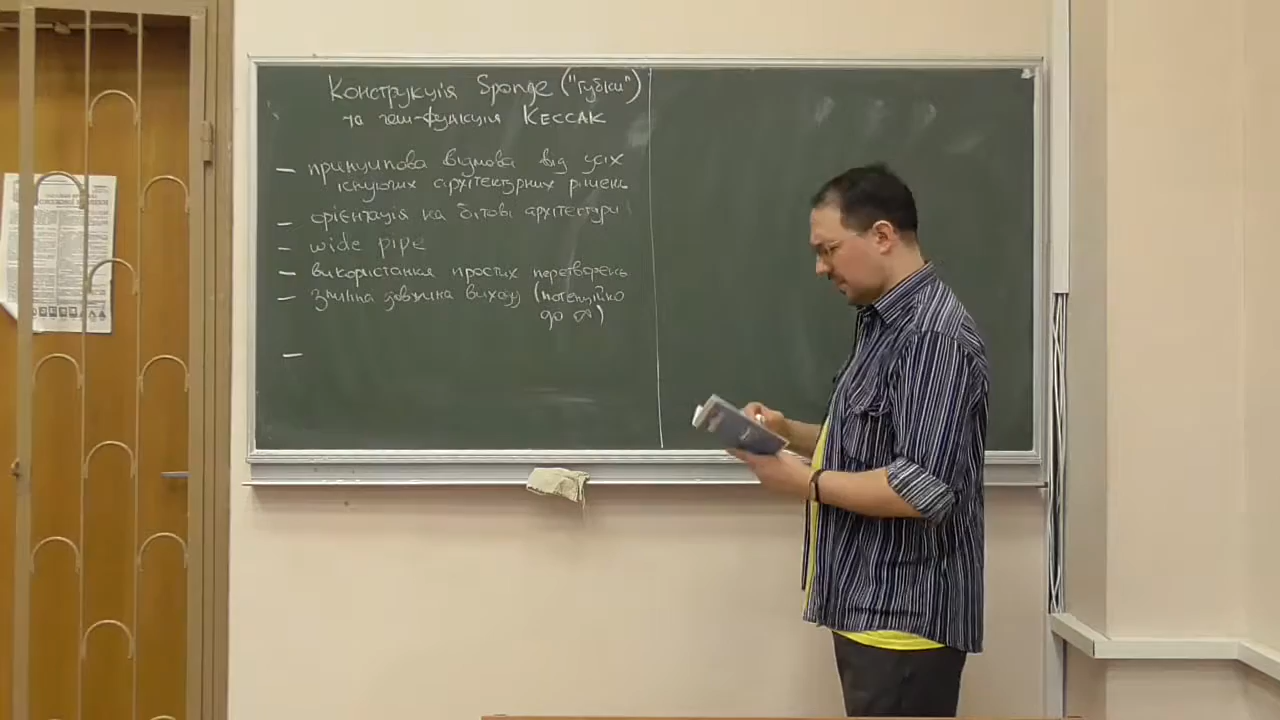 Конструкція Sponge ("Губки")
та геш-функція KECCAK
– принципова відмова від усіх
існуючих архітектурних рішень
– орієнтація на бітові архітектури
– wide pipe
– використання простих перетворень
– змінна довжина виходу (потенційно
до ∞)
–